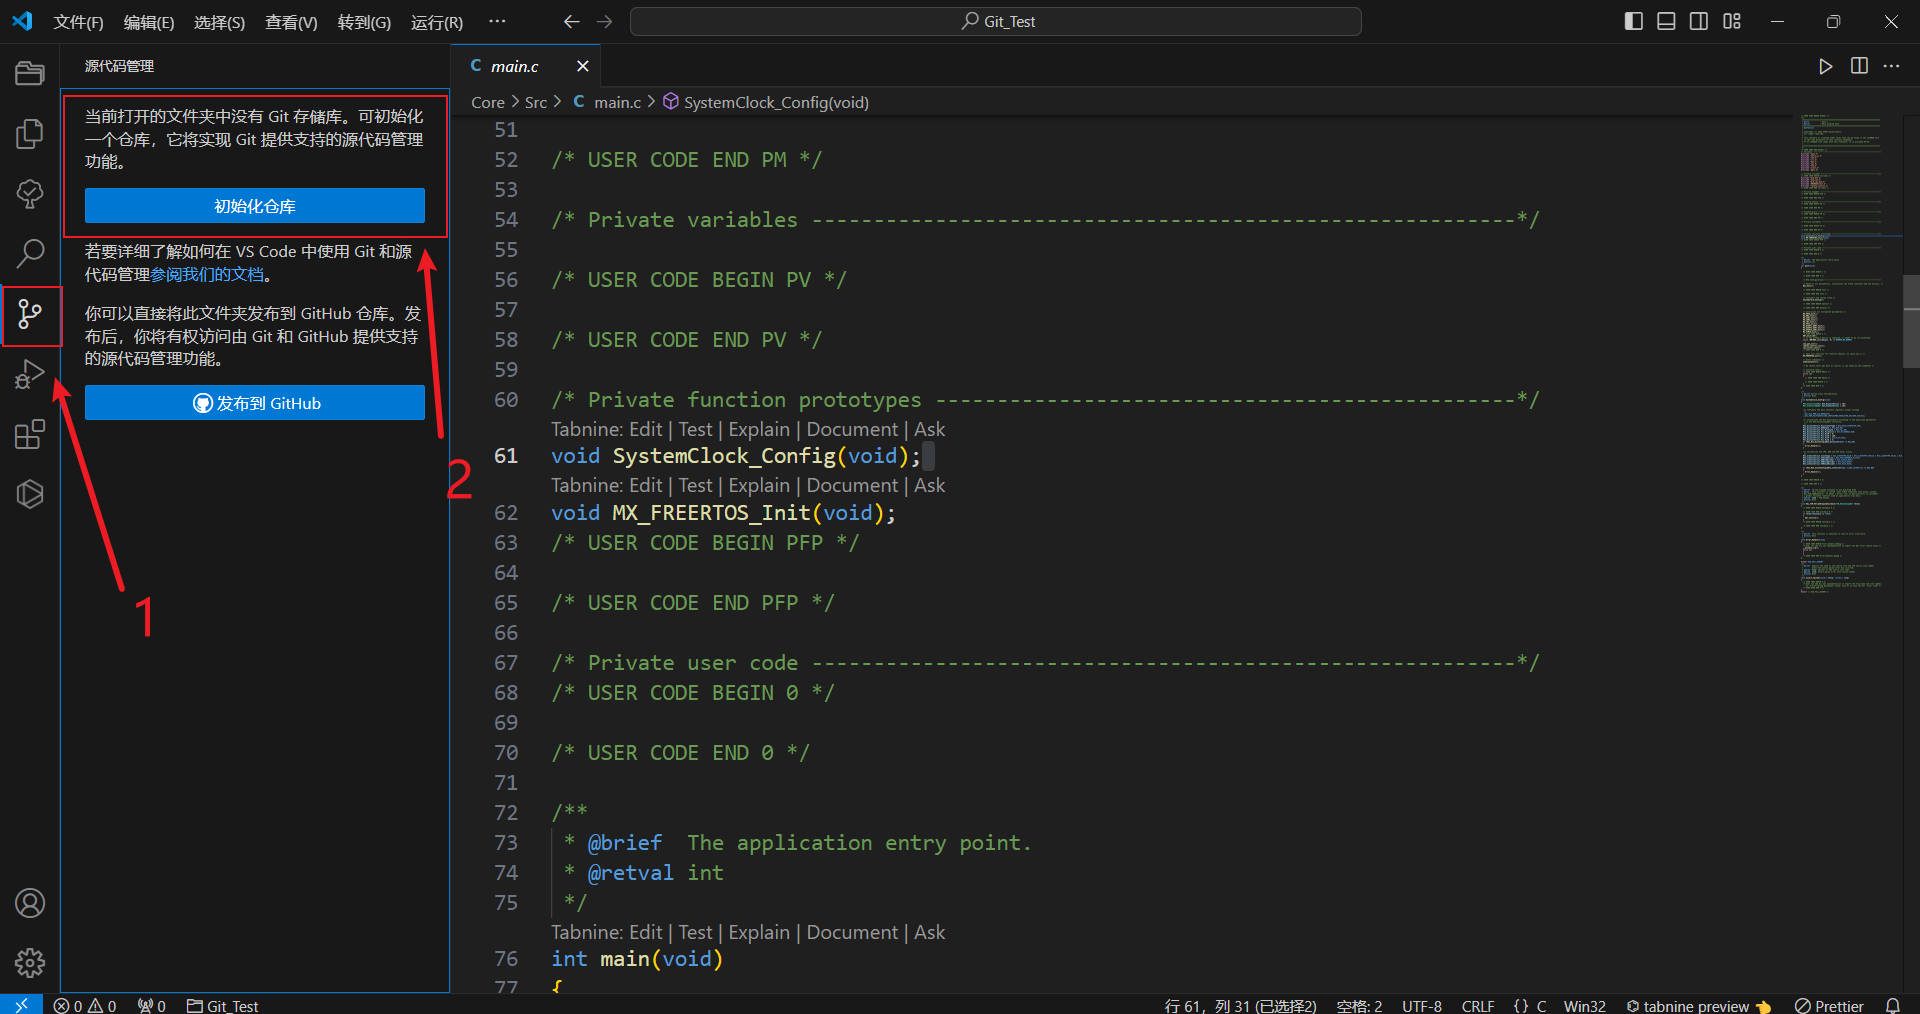 文件(F) 编辑(E) 选择(S) 查看(V) 转到(G) 运行(R) ··· Git_Test
源代码管理
当前打开的文件夹中没有 Git 存储库。可初始化
一个仓库，它将实现 Git 提供支持的源代码管理
功能。
初始化仓库
若要详细了解如何在 VS Code 中使用 Git 和源
代码管理参阅我们的文档。
你可以直接将此文件夹发布到 GitHub 仓库。发
布后，你将有权访问由 Git 和 GitHub 提供支持
的源代码管理功能。
发布到 GitHub
1
2
C main.c
Core > Src > C main.c > SystemClock_Config(void)
51
52 /* USER CODE END PM */
53
54 /* Private variables ---------------------------------------------------------*/
55
56 /* USER CODE BEGIN PV */
57
58 /* USER CODE END PV */
59
60 /* Private function prototypes -----------------------------------------------*/
Tabnine: Edit | Test | Explain | Document | Ask
61 void SystemClock_Config(void);
Tabnine: Edit | Test | Explain | Document | Ask
62 void MX_FREERTOS_Init(void);
63 /* USER CODE BEGIN PFP */
64
65 /* USER CODE END PFP */
66
67 /* Private user code ---------------------------------------------------------*/
68 /* USER CODE BEGIN 0 */
69
70 /* USER CODE END 0 */
71
72 /**
73 * @brief  The application entry point.
74 * @retval int
75 */
Tabnine: Edit | Test | Explain | Document | Ask
76 int main(void)
77 {
0 0 0 Git_Test 行 61，列 31 (已选择2) 空格: 2 UTF-8 CRLF {} C Win32 tabnine preview Prettier